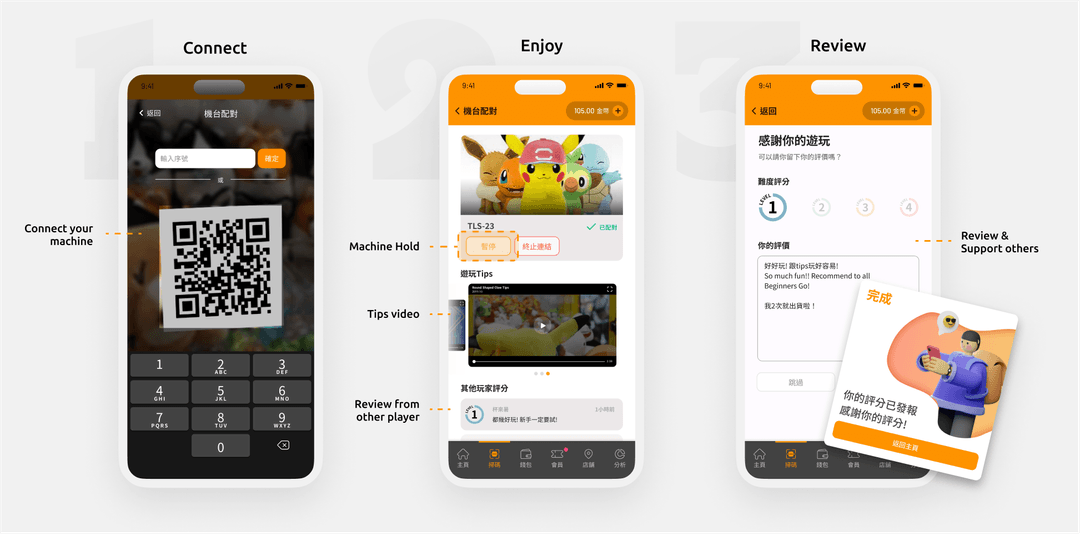 1
2
3
Connect
Enjoy
Review
9:41
返回
機台配對
輸入序號
確定
或
Connect your
machine
1
2
ABC
3
DEF
4
GHI
5
JKL
6
MNO
7
PQRS
8
TUV
9
WXYZ
0
9:41
機台配對
105.00 金幣
TLS-23
已配對
暫停
終止連結
Machine Hold
遊玩Tips
Tips video
其他玩家評分
Review from
other player
LEVEL
1
1小時前
都幾好玩! 新手一定要試!
主頁
掃碼
錢包
會員
店舖
分析
9:41
返回
105.00 金幣
感謝你的遊玩
可以請你留下你的評價嗎？
難度評分
LEVEL
1
2
3
4
你的評價
好好玩! 跟tips玩好容易!
So much fun!! Recommend to all
Beginners Go!
我2次就出貨啦！
跳過
Review &
Support others
完成
你的評分已發報
感謝你的評分!
返回主頁
主頁
掃碼
錢包
會員
店舖